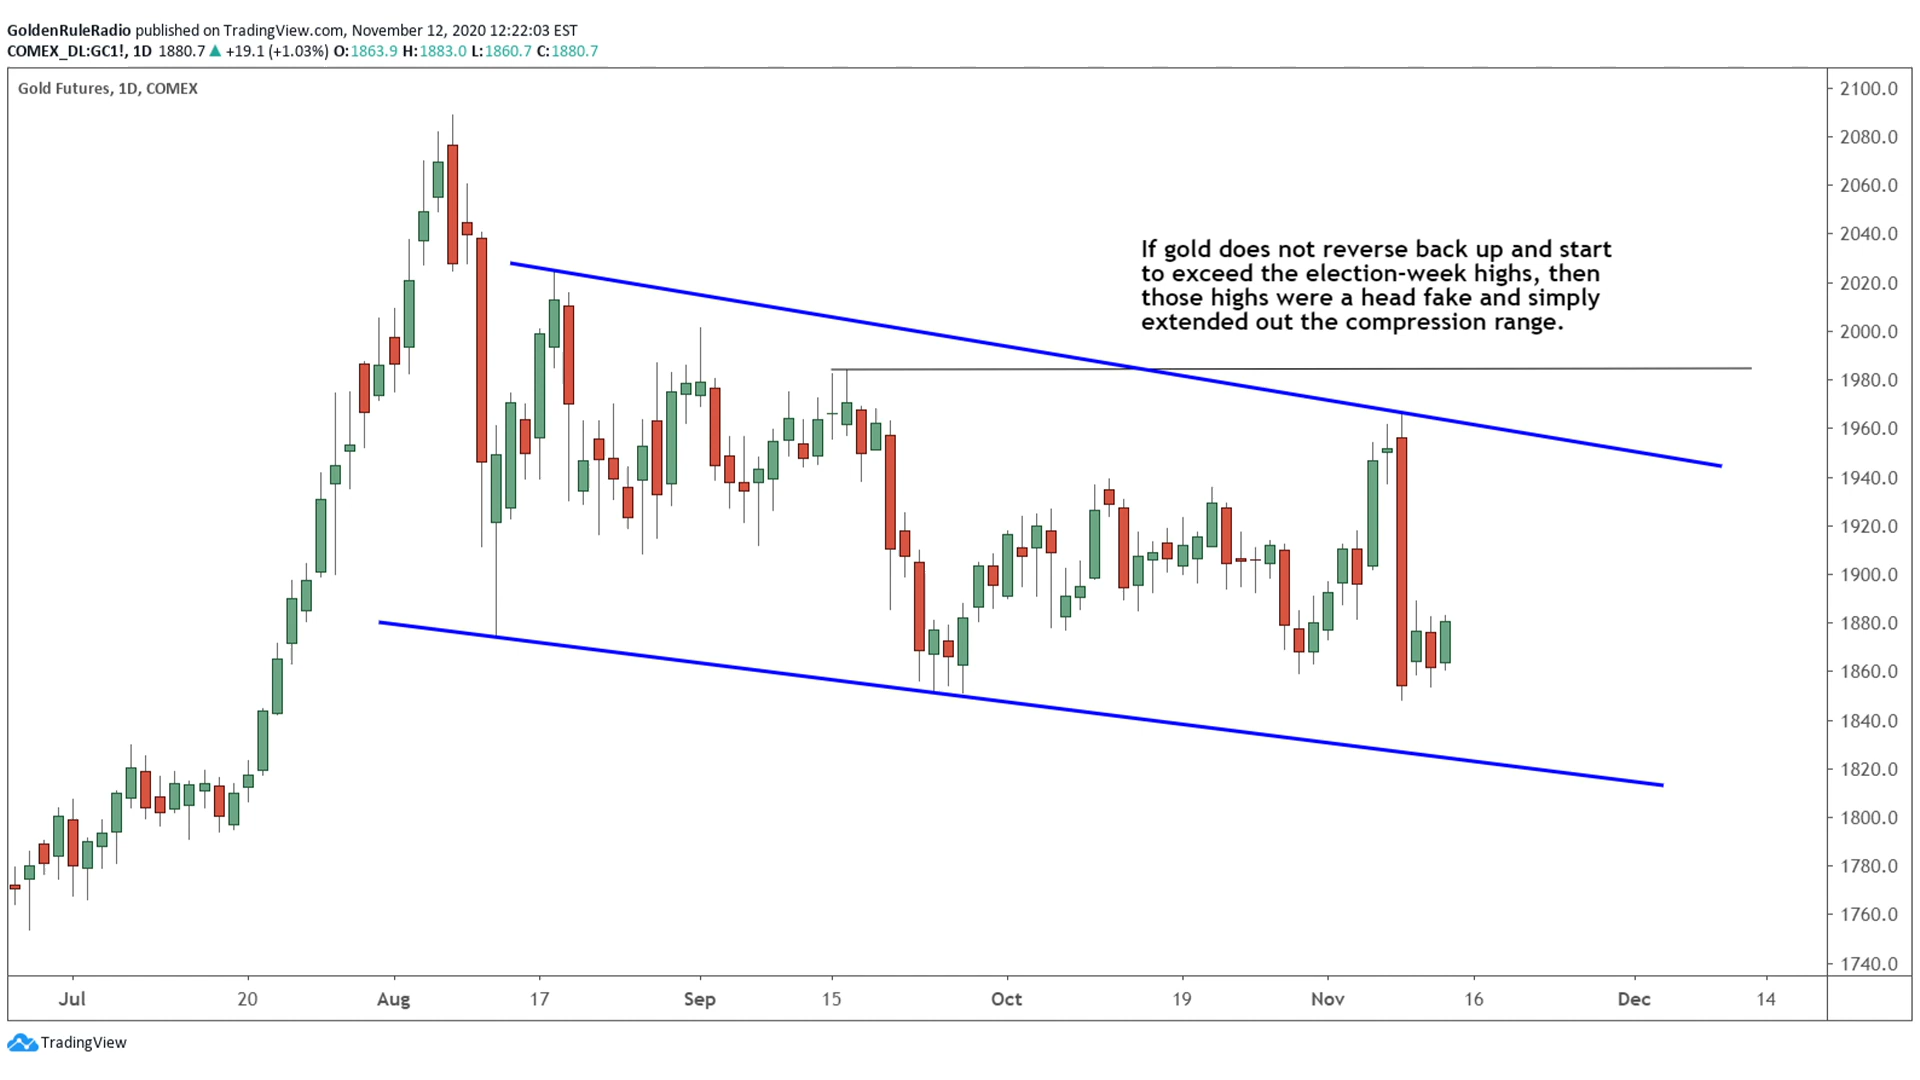 GoldenRuleRadio published on TradingView.com, November 12, 2020 12:22:03 EST
COMEX_DL:GC1!, 1D 1880.7 ▲ +19.1 (+1.03%) O:1863.9 H:1883.0 L:1860.7 C:1880.7
Gold Futures, 1D, COMEX
If gold does not reverse back up and start
to exceed the election-week highs, then
those highs were a head fake and simply
extended out the compression range.
2100.0
2080.0
2060.0
2040.0
2020.0
2000.0
1980.0
1960.0
1940.0
1920.0
1900.0
1880.0
1860.0
1840.0
1820.0
1800.0
1780.0
1760.0
1740.0
Jul 20 Aug 17 Sep 15 Oct 19 Nov 16 Dec 14
TradingView